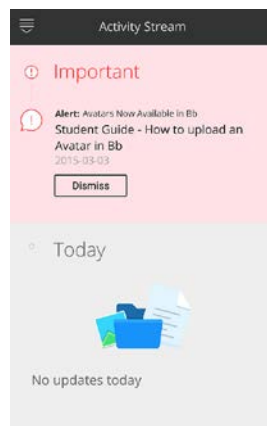 Activity Stream
Important
Alert: Avatars Now Available in Bb
Student Guide - How to upload an
Avatar in Bb
2015-03-03
Dismiss
Today
No updates today